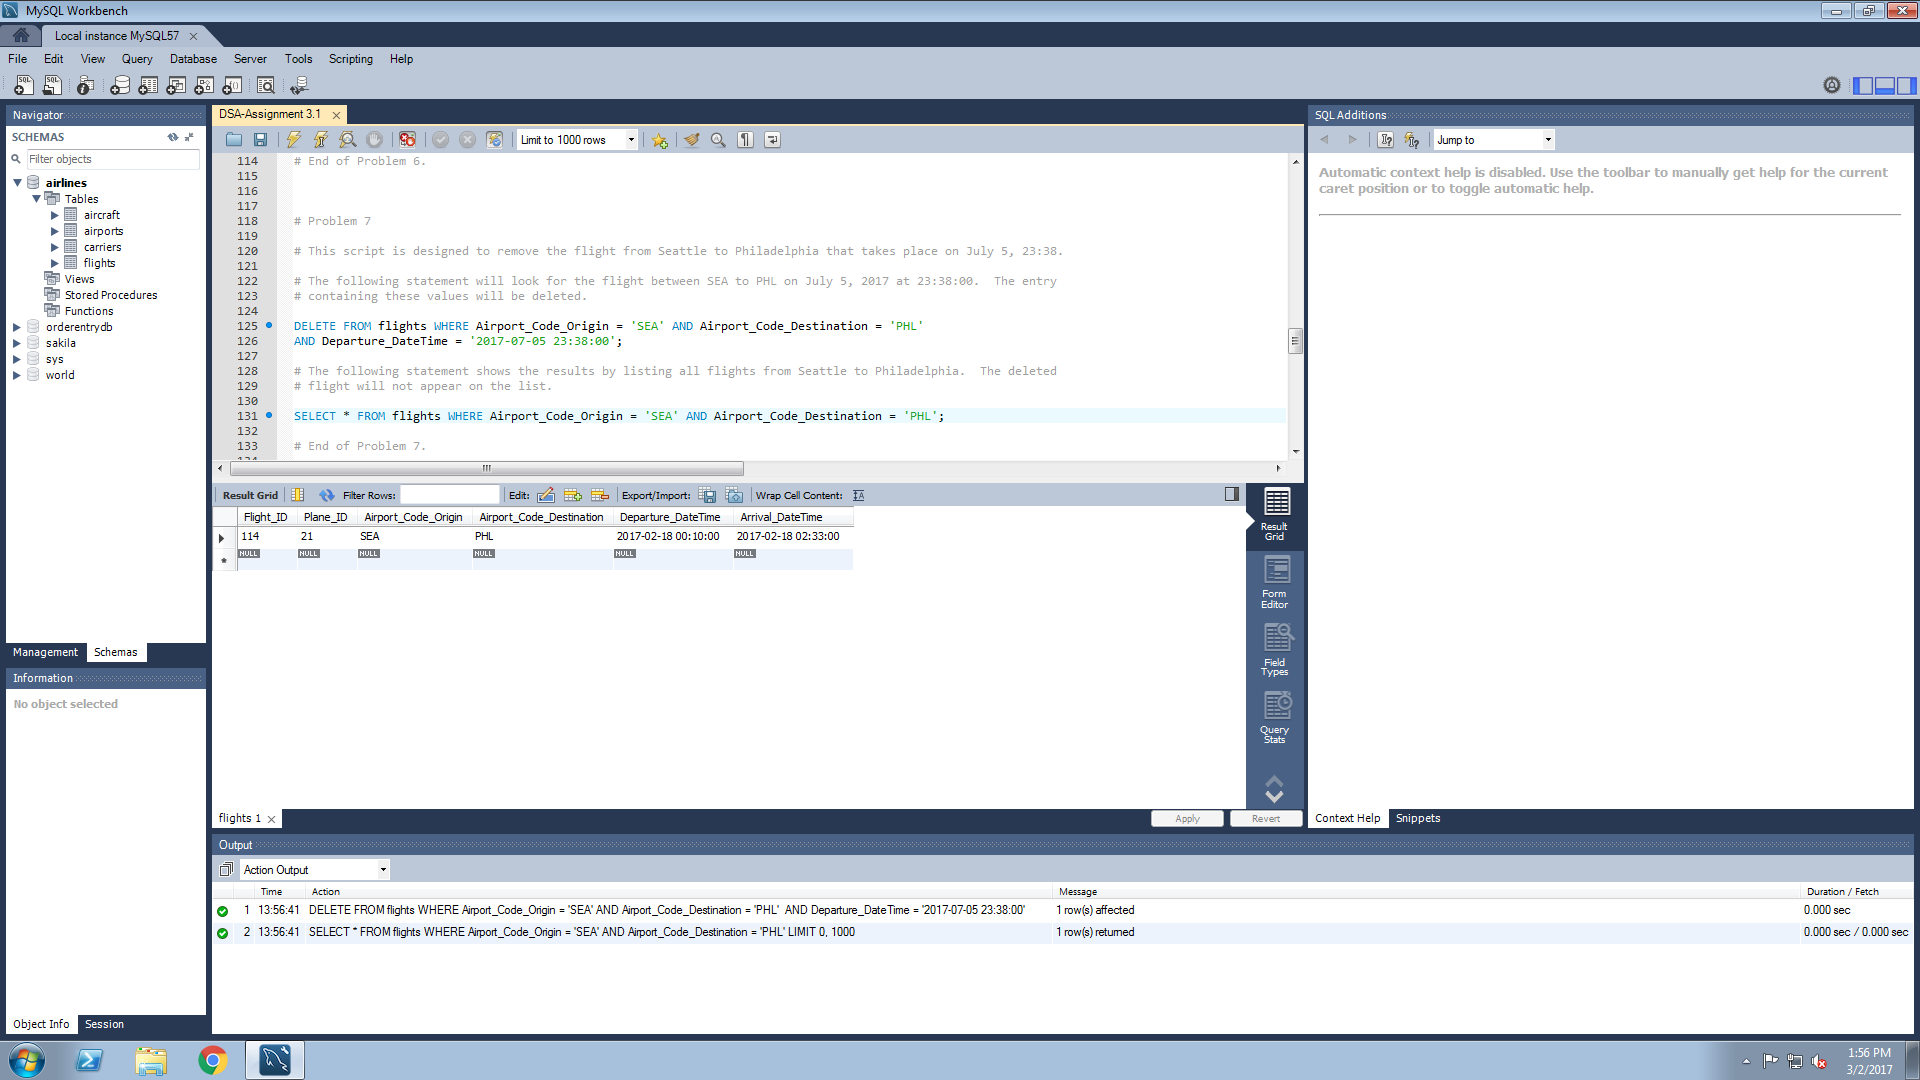 MySQL Workbench
Local instance MySQL57
File Edit View Query Database Server Tools Scripting Help
Navigator
SCHEMAS
Filter objects
airlines
Tables
aircraft
airports
carriers
flights
Views
Stored Procedures
Functions
orderentrydb
sakila
sys
world
Management Schemas
Information
No object selected
Object Info Session
DSA-Assignment 3.1
Limit to 1000 rows
114 # End of Problem 6.
115
116
117
118 # Problem 7
119
120 # This script is designed to remove the flight from Seattle to Philadelphia that takes place on July 5, 23:38.
121
122 # The following statement will look for the flight between SEA to PHL on July 5, 2017 at 23:38:00.  The entry
123 # containing these values will be deleted.
124
125 DELETE FROM flights WHERE Airport_Code_Origin = 'SEA' AND Airport_Code_Destination = 'PHL'
126 AND Departure_DateTime = '2017-07-05 23:38:00';
127
128 # The following statement shows the results by listing all flights from Seattle to Philadelphia.  The deleted
129 # flight will not appear on the list.
130
131 SELECT * FROM flights WHERE Airport_Code_Origin = 'SEA' AND Airport_Code_Destination = 'PHL';
132
133 # End of Problem 7.
134
Result Grid Filter Rows: Edit: Export/Import: Wrap Cell Content:
Flight_ID Plane_ID Airport_Code_Origin Airport_Code_Destination Departure_DateTime Arrival_DateTime
114 21 SEA PHL 2017-02-18 00:10:00 2017-02-18 02:33:00
NULL NULL NULL NULL NULL NULL
Result
Grid
Form
Editor
Field
Types
Query
Stats
flights 1
Apply Revert
SQL Additions
Jump to
Automatic context help is disabled. Use the toolbar to manually get help for the current
caret position or to toggle automatic help.
Context Help Snippets
Output
Action Output
Time Action Message Duration / Fetch
1 13:56:41 DELETE FROM flights WHERE Airport_Code_Origin = 'SEA' AND Airport_Code_Destination = 'PHL'  AND Departure_DateTime = '2017-07-05 23:38:00' 1 row(s) affected 0.000 sec
2 13:56:41 SELECT * FROM flights WHERE Airport_Code_Origin = 'SEA' AND Airport_Code_Destination = 'PHL' LIMIT 0, 1000 1 row(s) returned 0.000 sec / 0.000 sec
1:56 PM
3/2/2017